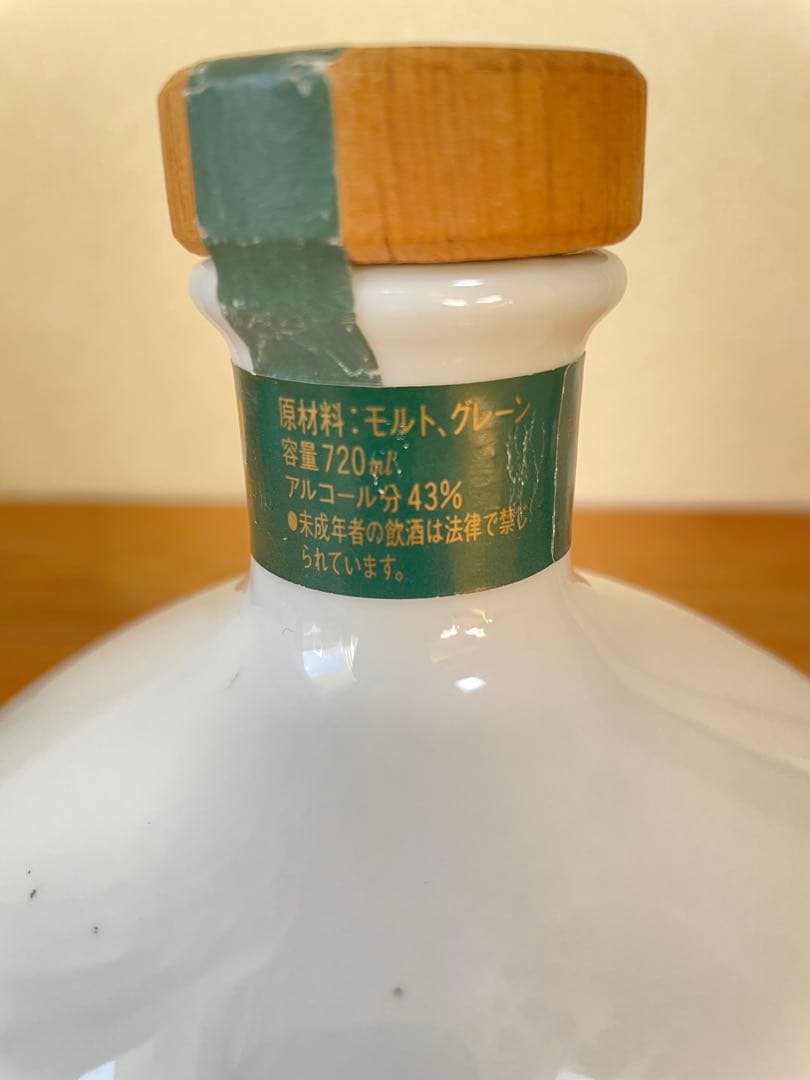 原材料：モルト、グレーン
容量720ml
アルコール分43%
●未成年者の飲酒は法律で禁じ
られています。